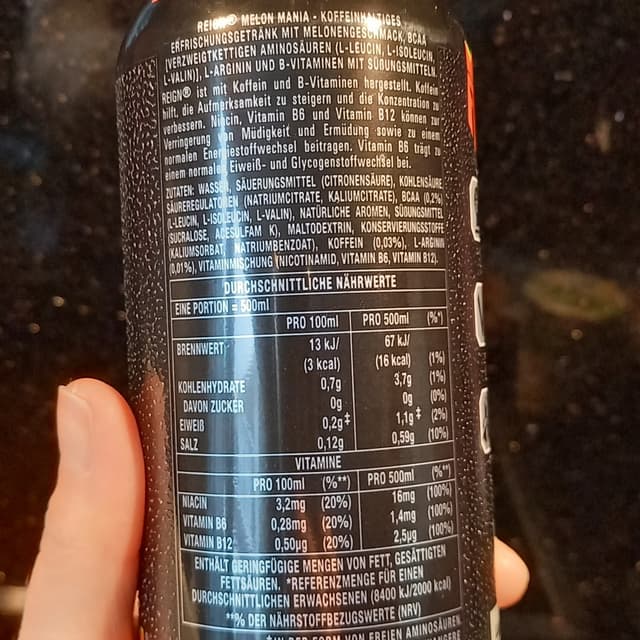 REIGN® MELON MANIA - KOFFEINHALTIGES
ERFRISCHUNGSGETRÄNK MIT MELONENGESCHMACK, BCAA
(VERZWEIGTKETTIGEN AMINOSÄUREN (L-LEUCIN, L-ISOLEUCIN,
L-VALIN)), L-ARGININ UND B-VITAMINEN MIT SÜßUNGSMITTELN.
REIGN® ist mit Koffein und B-Vitaminen hergestellt. Koffein
hilft, die Aufmerksamkeit zu steigern und die Konzentration zu
verbessern. Niacin, Vitamin B6 und Vitamin B12 können zur
Verringerung von Müdigkeit und Ermüdung sowie zu einem
normalen Energiestoffwechsel beitragen. Vitamin B6 trägt zu
einem normalen Eiweiß- und Glycogenstoffwechsel bei.
ZUTATEN: WASSER, SÄUERUNGSMITTEL (CITRONENSÄURE), KOHLENSÄURE,
SÄUREREGULATOREN (NATRIUMCITRATE, KALIUMCITRATE), BCAA (0,2%)
(L-LEUCIN, L-ISOLEUCIN, L-VALIN), NATÜRLICHE AROMEN, SÜßUNGSMITTEL
(SUCRALOSE, ACESULFAM K), MALTODEXTRIN, KONSERVIERUNGSSTOFFE
(KALIUMSORBAT, NATRIUMBENZOAT), KOFFEIN (0,03%), L-ARGININ
(0,01%), VITAMINMISCHUNG (NICOTINAMID, VITAMIN B6, VITAMIN B12).
DURCHSCHNITTLICHE NÄHRWERTE
EINE PORTION = 500ml
PRO 100ml PRO 500ml (%*)
BRENNWERT 13 kJ/ 67 kJ/
(3 kcal) (16 kcal) (1%)
KOHLENHYDRATE 0,7g 3,7g (1%)
DAVON ZUCKER 0g 0g (0%)
EIWEIß 0,2g‡ 1,1g‡ (2%)
SALZ 0,12g 0,59g (10%)
VITAMINE
PRO 100ml (%**) PRO 500ml (%**)
NIACIN 3,2mg (20%) 16mg (100%)
VITAMIN B6 0,28mg (20%) 1,4mg (100%)
VITAMIN B12 0,50µg (20%) 2,5µg (100%)
ENTHÄLT GERINGFÜGIGE MENGEN VON FETT, GESÄTTIGTEN
FETTSÄUREN. *REFERENZMENGE FÜR EINEN
DURCHSCHNITTLICHEN ERWACHSENEN (8400 kJ/2000 kcal)
**% DER NÄHRSTOFFBEZUGSWERTE (NRV)
‡IN DER FORM VON FREIEN AMINOSÄUREN